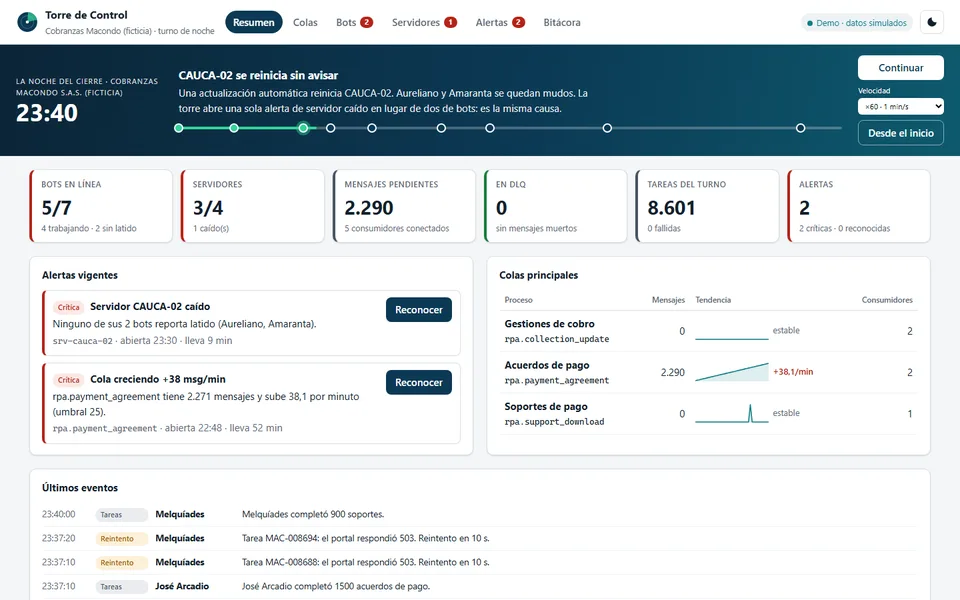 Torre de Control
Cobranzas Macondo (ficticia) · turno de noche
Resumen
Colas
Bots 2
Servidores 1
Alertas 2
Bitácora
Demo · datos simulados
LA NOCHE DEL CIERRE · COBRANZAS
MACONDO S.A.S. (FICTICIA)
23:40
CAUCA-02 se reinicia sin avisar
Una actualización automática reinicia CAUCA-02. Aureliano y Amaranta se quedan mudos. La
torre abre una sola alerta de servidor caído en lugar de dos de bots: es la misma causa.
Continuar
Velocidad
×60 · 1 min/s
Desde el inicio
BOTS EN LÍNEA
5/7
4 trabajando · 2 sin latido
SERVIDORES
3/4
1 caído(s)
MENSAJES PENDIENTES
2.290
5 consumidores conectados
EN DLQ
0
sin mensajes muertos
TAREAS DEL TURNO
8.601
0 fallidas
ALERTAS
2
2 críticas · 0 reconocidas
Alertas vigentes
Crítica Servidor CAUCA-02 caído
Ninguno de sus 2 bots reporta latido (Aureliano, Amaranta).
srv-cauca-02 · abierta 23:30 · lleva 9 min
Reconocer
Crítica Cola creciendo +38 msg/min
rpa.payment_agreement tiene 2.271 mensajes y sube 38,1 por minuto
(umbral 25).
rpa.payment_agreement · abierta 22:48 · lleva 52 min
Reconocer
Colas principales
Proceso Mensajes Tendencia Consumidores
Gestiones de cobro
rpa.collection_update
0 estable 2
Acuerdos de pago
rpa.payment_agreement
2.290 +38,1/min 2
Soportes de pago
rpa.support_download
0 estable 1
Últimos eventos
23:40:00 Tareas Melquíades Melquíades completó 900 soportes.
23:37:20 Reintento Melquíades Tarea MAC-008694: el portal respondió 503. Reintento en 10 s.
23:37:10 Reintento Melquíades Tarea MAC-008688: el portal respondió 503. Reintento en 10 s.
23:37:10 Tareas José Arcadio José Arcadio completó 1500 acuerdos de pago.